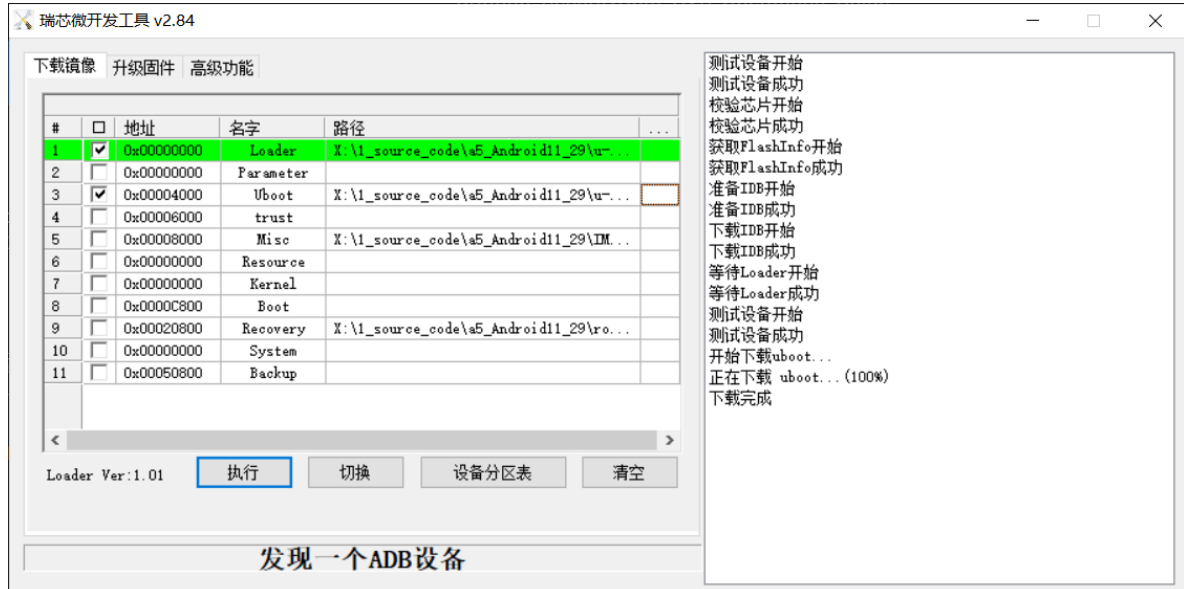 瑞芯微开发工具 v2.84
下载镜像 升级固件 高级功能
# 地址 名字 路径 ...
1 0x00000000 Loader X:\1_source_code\a5_Android11_29\u-...
2 0x00000000 Parameter
3 0x00004000 Uboot X:\1_source_code\a5_Android11_29\u-...
4 0x00006000 trust
5 0x00008000 Misc X:\1_source_code\a5_Android11_29\IM...
6 0x00000000 Resource
7 0x00000000 Kernel
8 0x0000C800 Boot
9 0x00020800 Recovery X:\1_source_code\a5_Android11_29\ro...
10 0x00000000 System
11 0x00050800 Backup
Loader Ver:1.01 执行 切换 设备分区表 清空
发现一个ADB设备
测试设备开始
测试设备成功
校验芯片开始
校验芯片成功
获取FlashInfo开始
获取FlashInfo成功
准备IDB开始
准备IDB成功
下载IDB开始
下载IDB成功
等待Loader开始
等待Loader成功
测试设备开始
测试设备成功
开始下载uboot...
正在下载 uboot...(100%)
下载完成